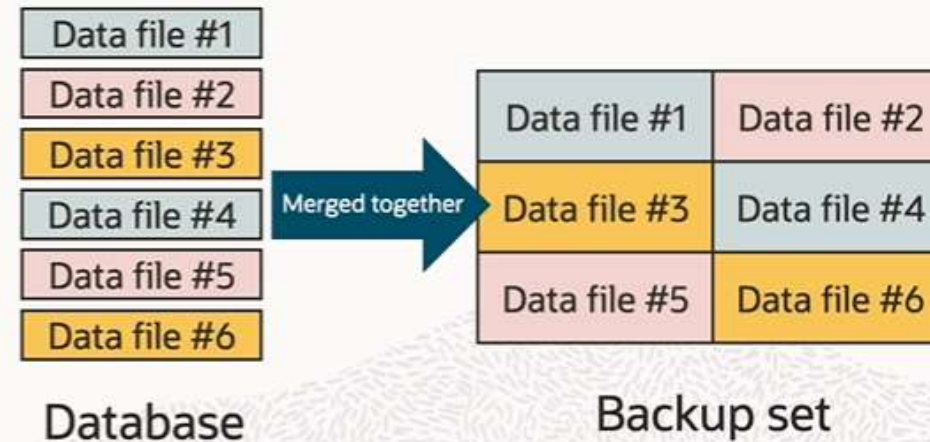 Data file #1
Data file #2
Data file #3
Data file #4
Data file #5
Data file #6
Database
Merged together
Data file #1 Data file #2
Data file #3 Data file #4
Data file #5 Data file #6
Backup set